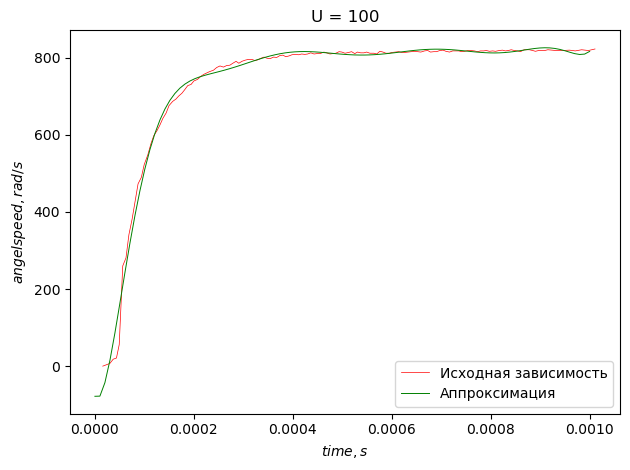 U = 100
800
600
400
200
0
angelspeed, rad/s
0.0000
0.0002
0.0004
0.0006
0.0008
0.0010
time, s
Исходная зависимость
Аппроксимация